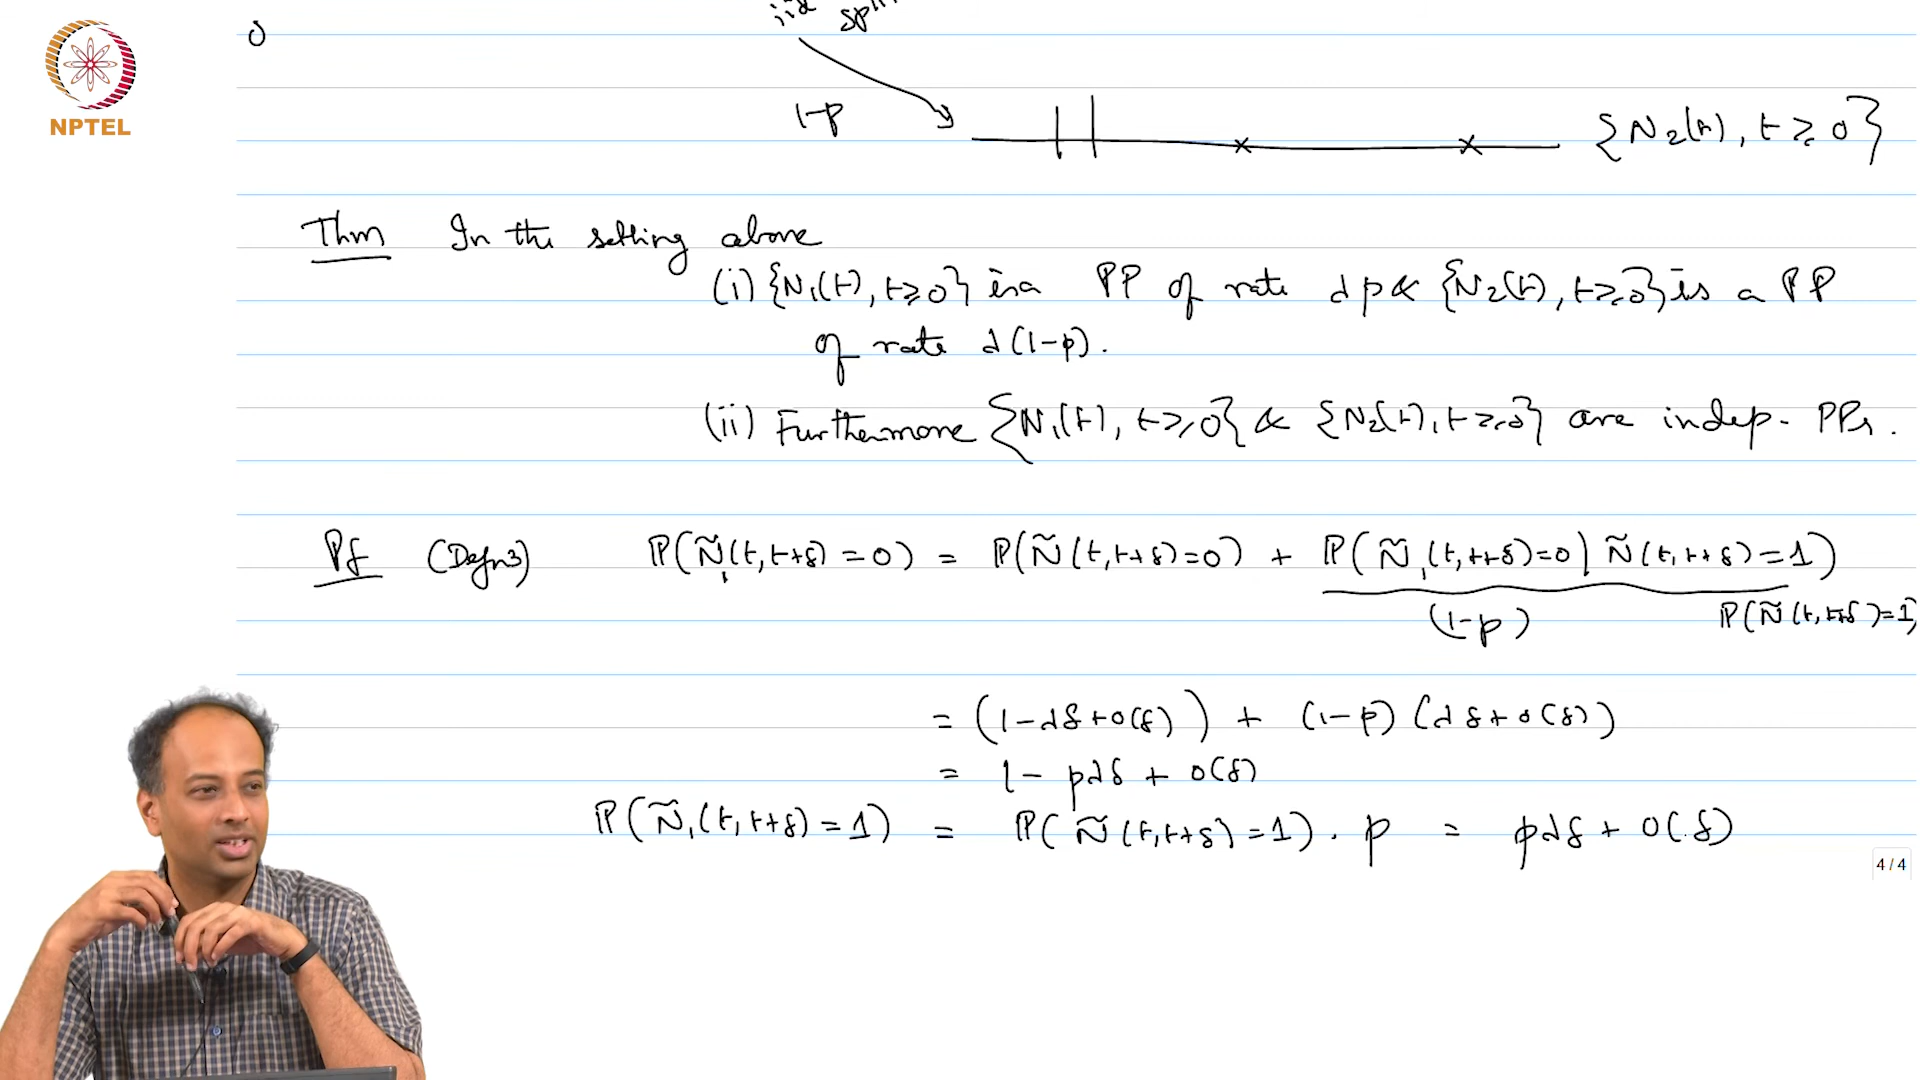 NPTEL
0
iid
1-p
{N₂(t), t ≥ 0}
Thm In the setting above
(i) {N₁(t), t ≥ 0} is a PP of rate λp & {N₂(t), t ≥ 0} is a PP
of rate λ(1-p).
(ii) Furthermore {N₁(t), t ≥ 0} & {N₂(t), t ≥ 0} are indep. PPs.
Pf (Defn3) ℙ(Ñ₁(t,t+δ) = 0) = ℙ(Ñ(t,t+δ)=0) + ℙ(Ñ₁(t,t+δ)=0 | Ñ(t,t+δ)=1)
(1-p) ℙ(Ñ(t,t+δ)=1)
= (1-λδ+o(δ)) + (1-p)(λδ+o(δ))
= 1 - pλδ + o(δ)
ℙ(Ñ₁(t,t+δ) = 1) = ℙ(Ñ(t,t+δ)=1) . p = pλδ + o(δ)
4 / 4